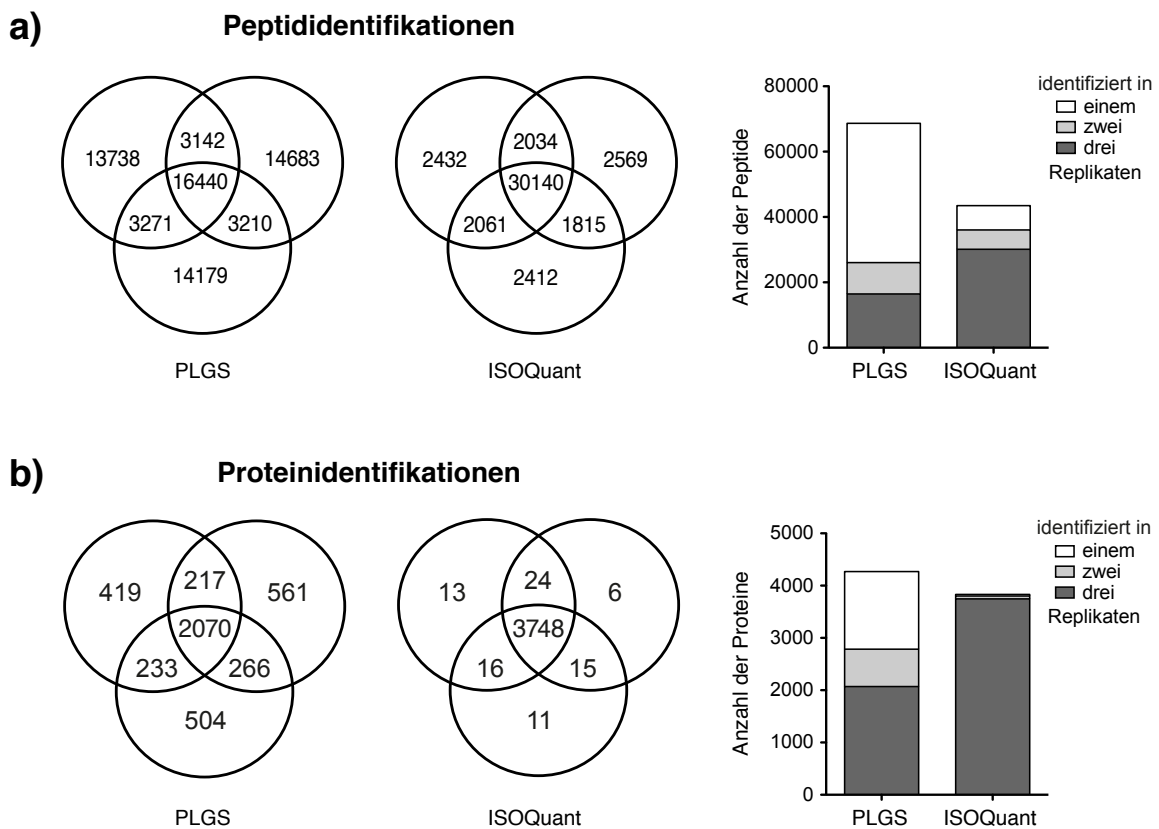 a)
Peptididentifikationen
13738
3142
14683
16440
3271
3210
14179
PLGS
2432
2034
2569
30140
2061
1815
2412
ISOQuant
Anzahl der Peptide
80000
60000
40000
20000
0
PLGS
ISOQuant
identifiziert in
einem
zwei
drei
Replikaten
b)
Proteinidentifikationen
419
217
561
2070
233
266
504
PLGS
13
24
6
3748
16
15
11
ISOQuant
Anzahl der Proteine
5000
4000
3000
2000
1000
0
PLGS
ISOQuant
identifiziert in
einem
zwei
drei
Replikaten